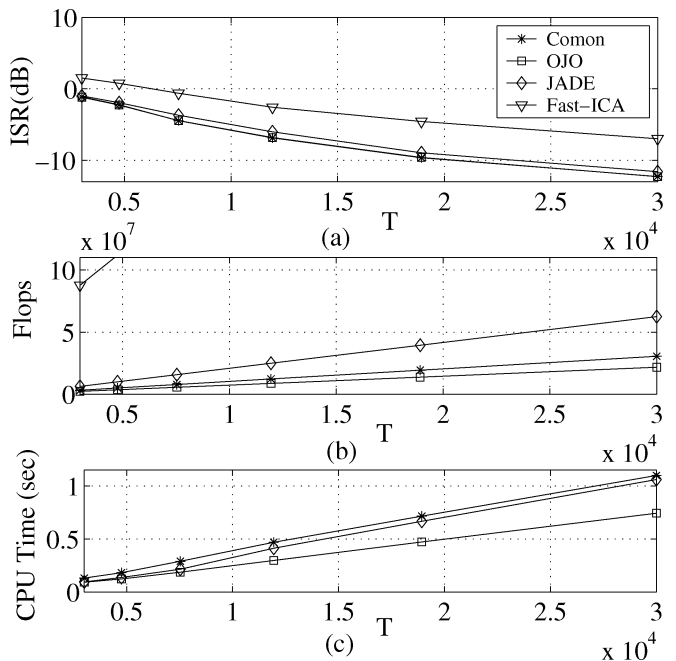 10
0
−10
ISR(dB)
Comon
OJO
JADE
Fast−ICA
0.5 1 1.5 2 2.5 3
T
x 10^4
(a)
x 10^7
10
5
0
Flops
0.5 1 1.5 2 2.5 3
T
x 10^4
(b)
1
0.5
0
CPU Time (sec)
0.5 1 1.5 2 2.5 3
T
x 10^4
(c)